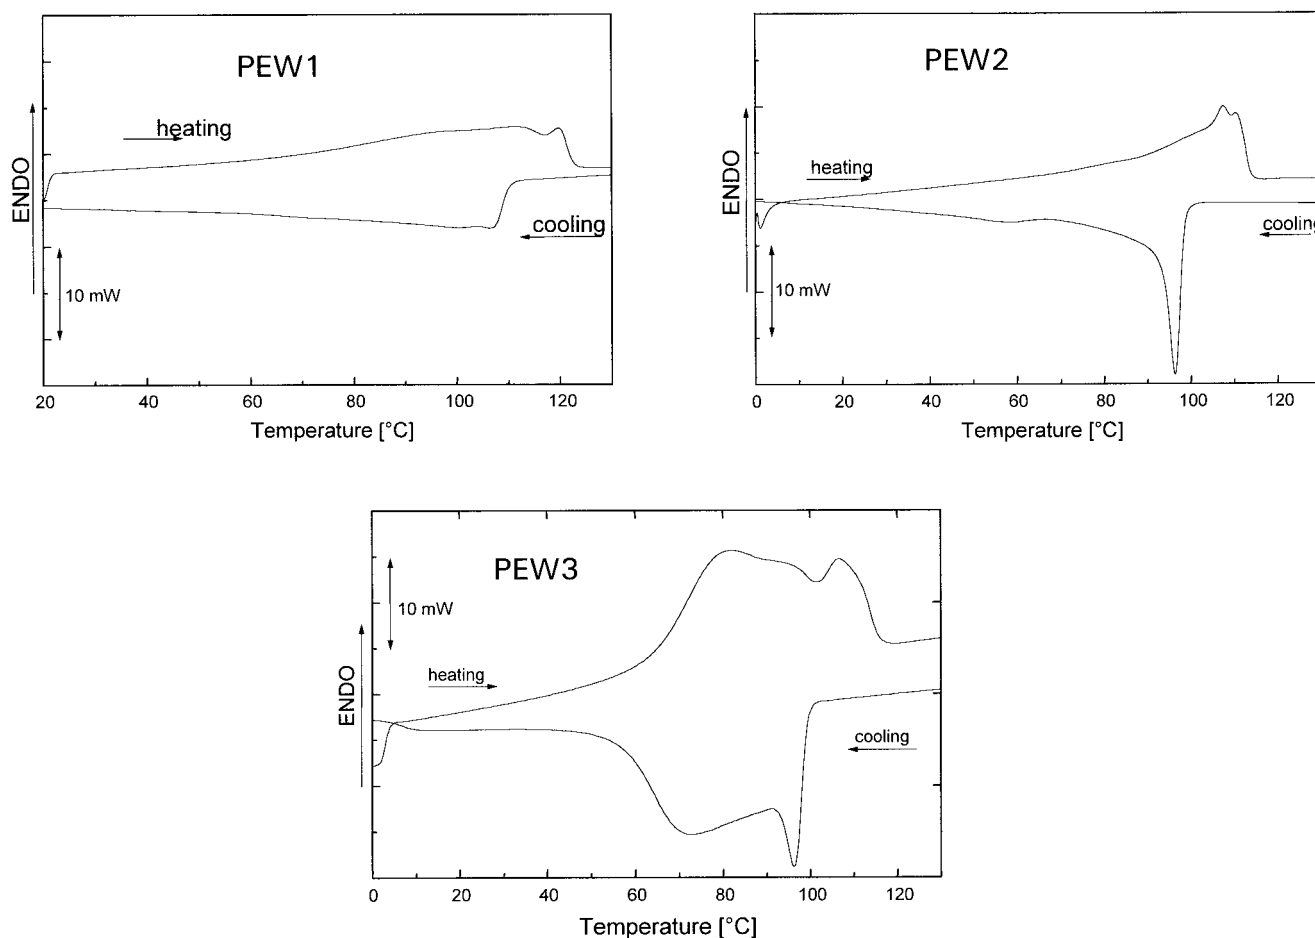 PEW1
heating
ENDO
cooling
10 mW
20 40 60 80 100 120
Temperature [°C]
PEW2
heating
ENDO
cooling
10 mW
0 20 40 60 80 100 120
Temperature [°C]
PEW3
10 mW
heating
ENDO
cooling
0 20 40 60 80 100 120
Temperature [°C]